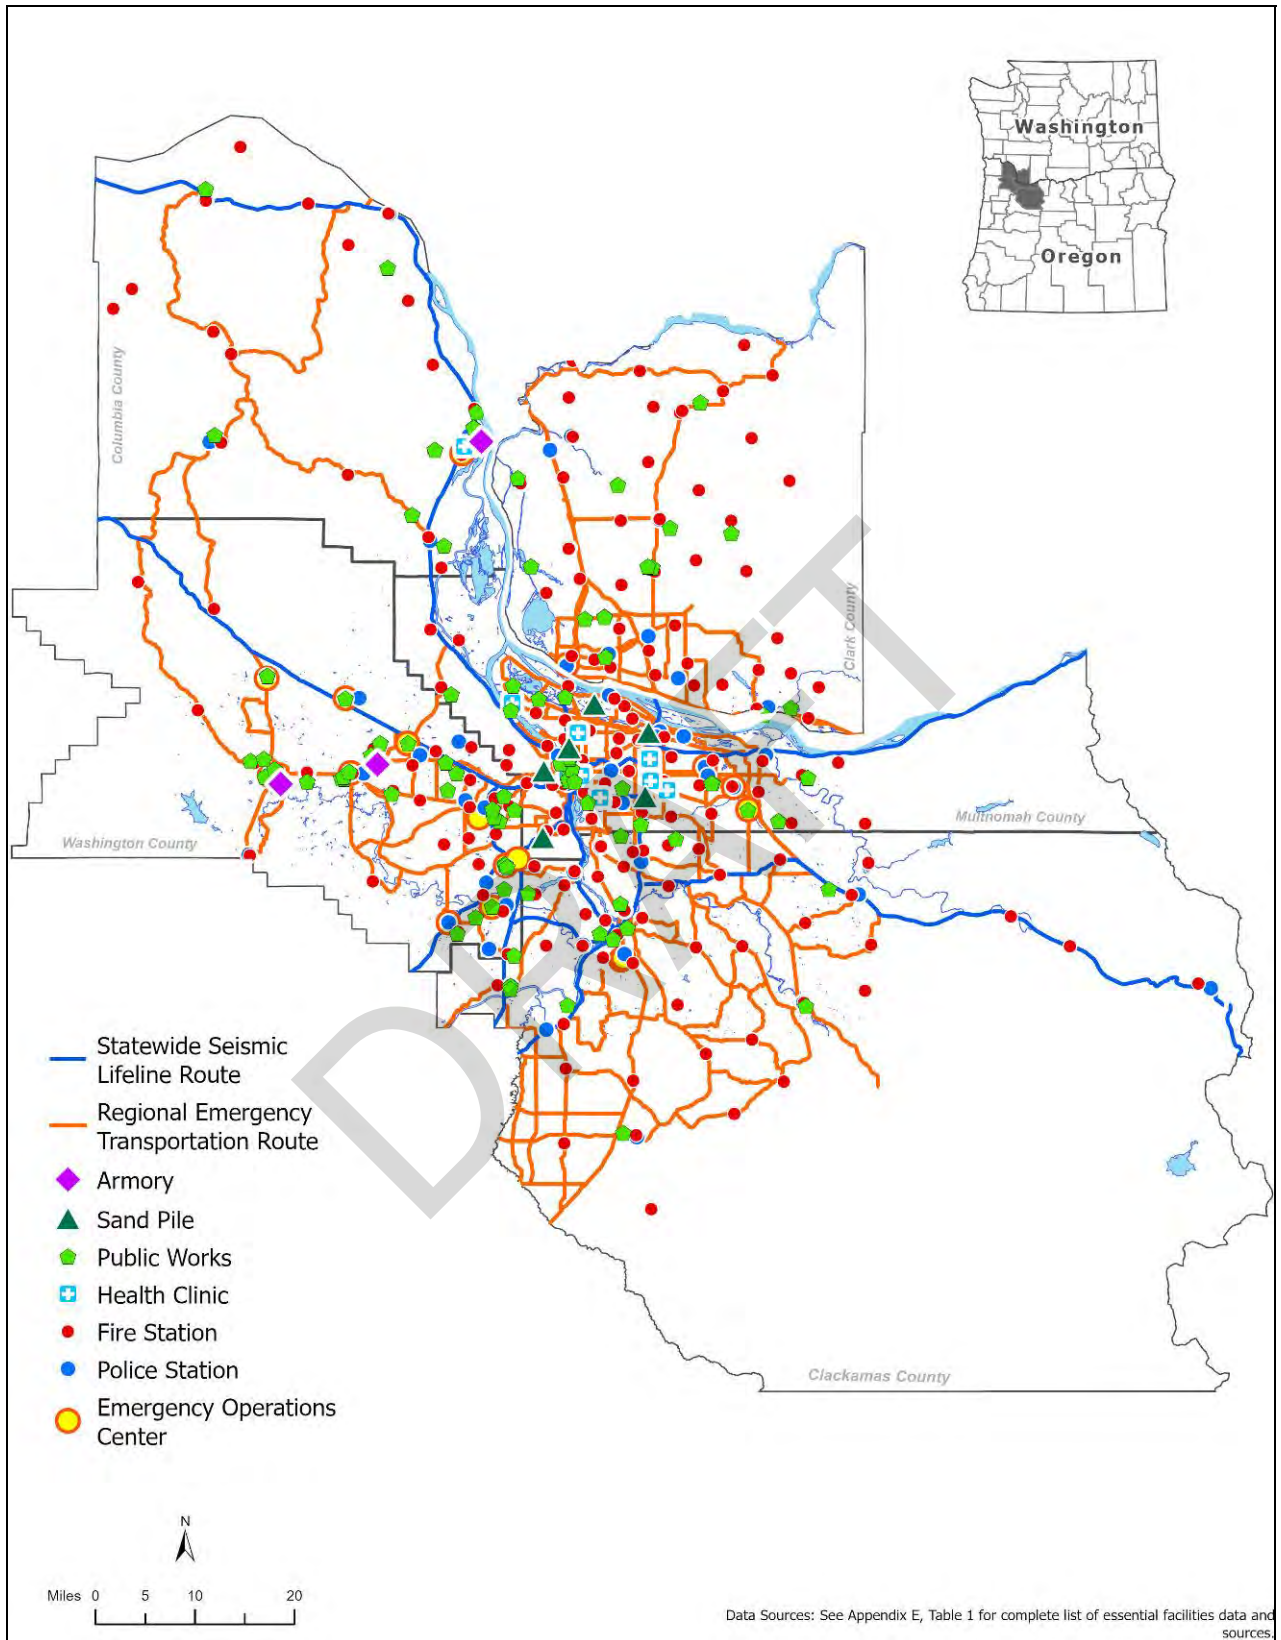 Washington
Oregon
Columbia County
Clark County
Multnomah County
Washington County
DRAFT
Statewide Seismic
Lifeline Route
Regional Emergency
Transportation Route
Armory
Sand Pile
Public Works
Health Clinic
Fire Station
Police Station
Emergency Operations
Center
Clackamas County
N
Miles 0 5 10 20
Data Sources: See Appendix E, Table 1 for complete list of essential facilities data and
sources.